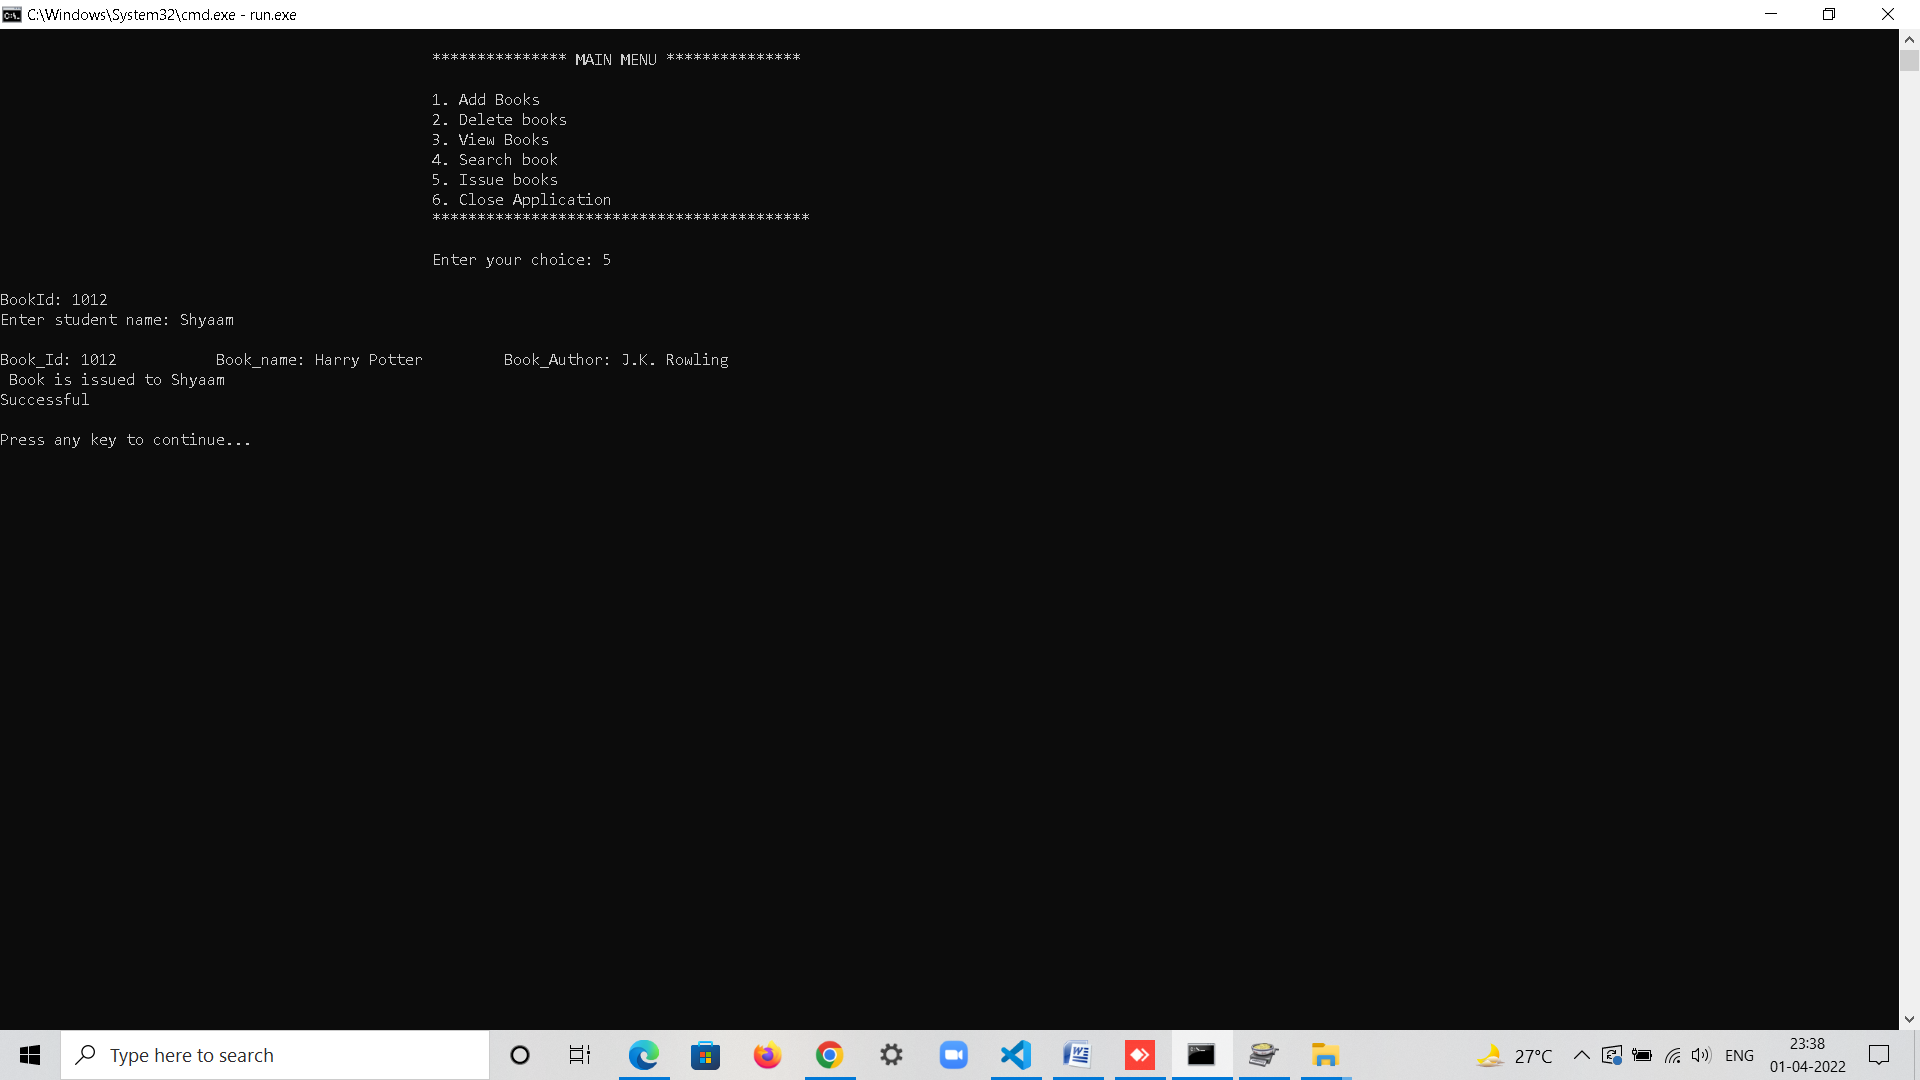 C:\Windows\System32\cmd.exe - run.exe
*************** MAIN MENU ***************
1. Add Books
2. Delete books
3. View Books
4. Search book
5. Issue books
6. Close Application
******************************************
Enter your choice: 5
BookId: 1012
Enter student name: Shyaam
Book_Id: 1012 Book_name: Harry Potter Book_Author: J.K. Rowling
Book is issued to Shyaam
Successful
Press any key to continue...
Type here to search
27°C
ENG
23:38
01-04-2022